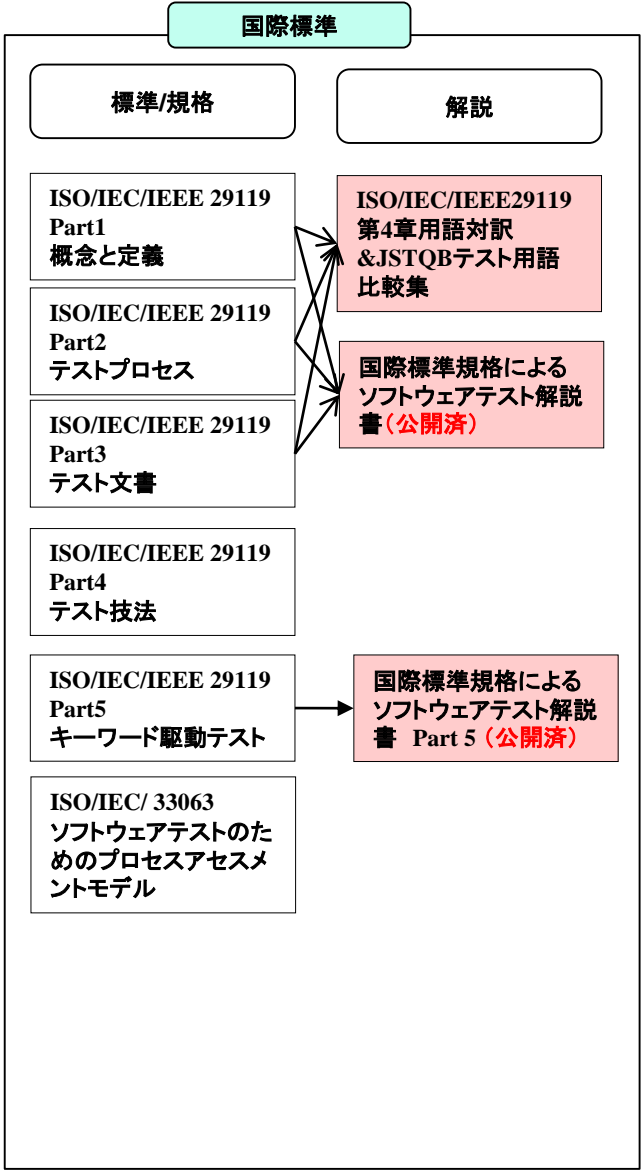 国際標準
標準/規格
解説
ISO/IEC/IEEE 29119
Part1
概念と定義
ISO/IEC/IEEE 29119
Part2
テストプロセス
ISO/IEC/IEEE 29119
Part3
テスト文書
ISO/IEC/IEEE 29119
Part4
テスト技法
ISO/IEC/IEEE 29119
Part5
キーワード駆動テスト
ISO/IEC/ 33063
ソフトウェアテストのた
めのプロセスアセスメ
ントモデル
ISO/IEC/IEEE29119
第4章用語対訳
&JSTQBテスト用語
比較集
国際標準規格による
ソフトウェアテスト解説
書（公開済）
国際標準規格による
ソフトウェアテスト解説
書 Part 5（公開済）